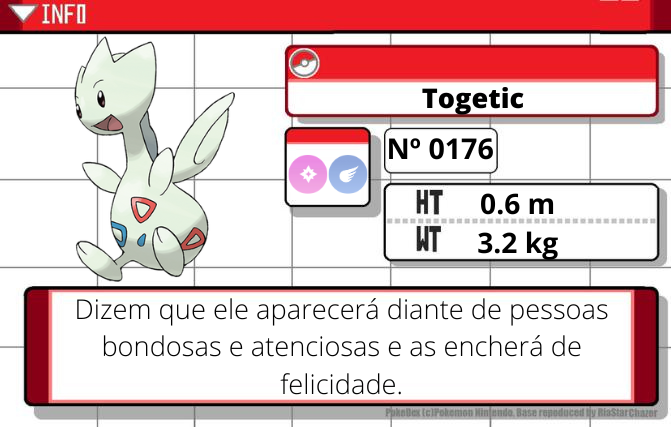 INFO
Togetic
Nº 0176
HT 0.6 m
WT 3.2 kg
Dizem que ele aparecerá diante de pessoas
bondosas e atenciosas e as encherá de
felicidade.
PokeDex (c)Pokemon Nintendo. Base repoduced by RiaStarChazer